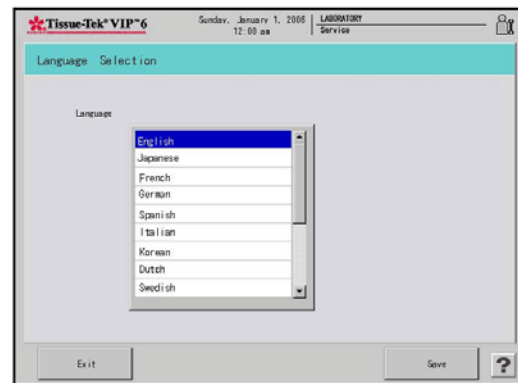 Tissue-Tek® VIP™6
Sunday, January 1, 2006
12:00 am
LABORATORY
Service
Language Selection
Language
English
Japanese
French
German
Spanish
Italian
Korean
Dutch
Swedish
Exit
Save
?